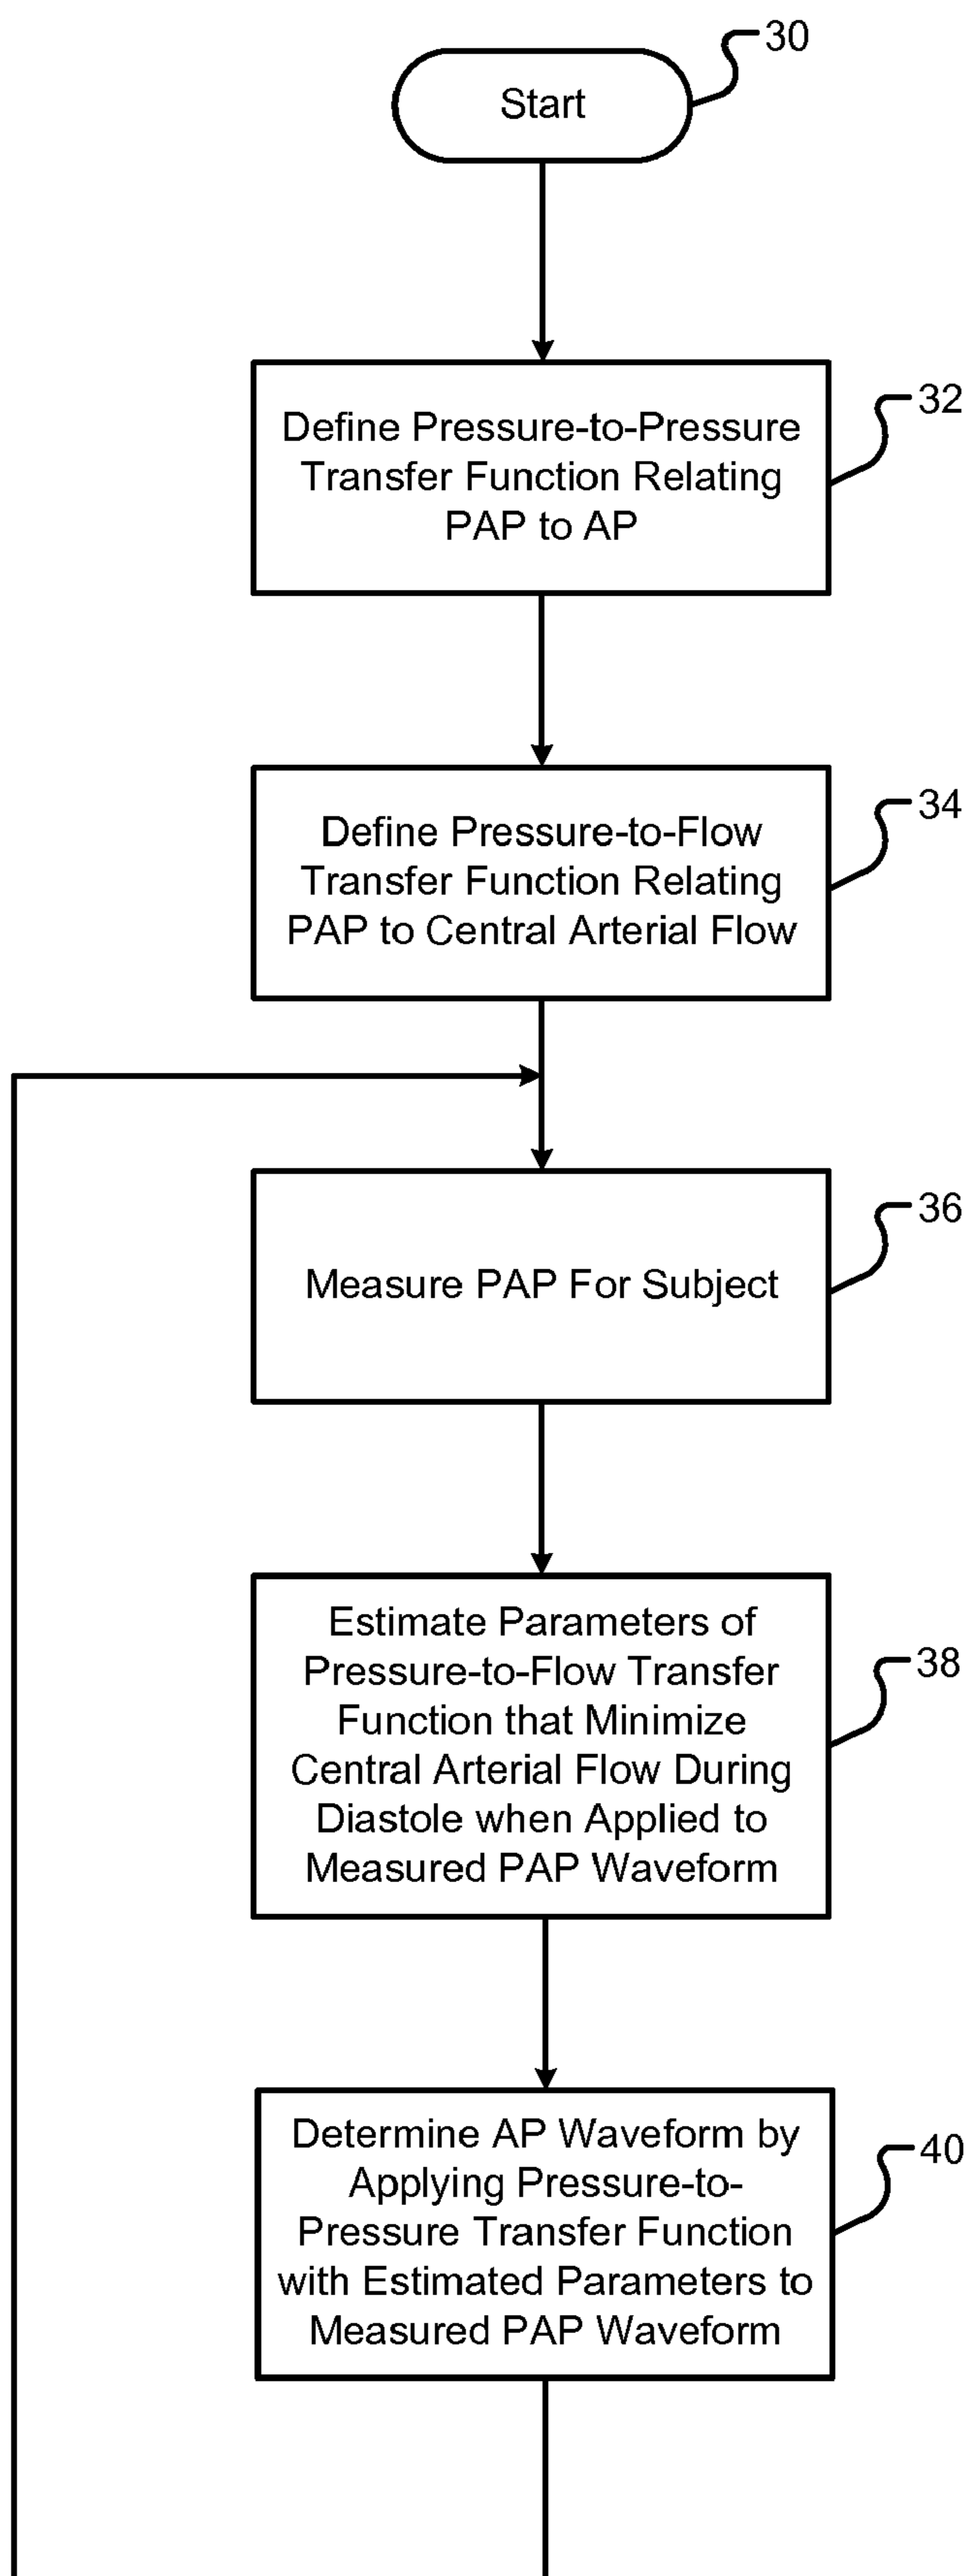 30
Start
32
Define Pressure-to-Pressure
Transfer Function Relating
PAP to AP
34
Define Pressure-to-Flow
Transfer Function Relating
PAP to Central Arterial Flow
36
Measure PAP For Subject
Estimate Parameters of
38
Pressure-to-Flow Transfer
Function that Minimize
Central Arterial Flow During
Diastole when Applied to
Measured PAP Waveform
Determine AP Waveform by
40
Applying Pressure-to-
Pressure Transfer Function
with Estimated Parameters to
Measured PAP Waveform